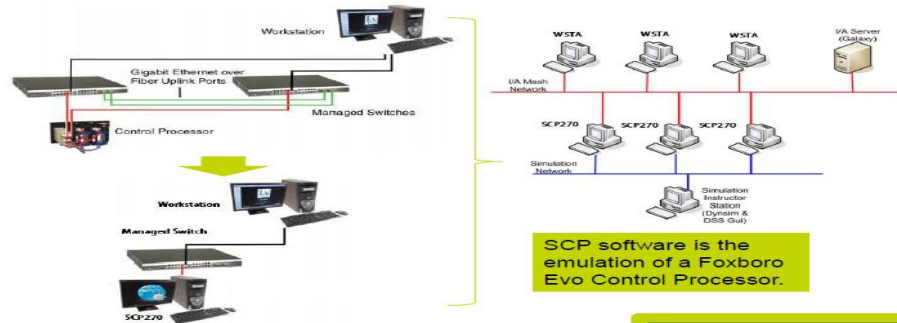 Workstation
Gigabit Ethernet over
Fiber Uplink Ports
Managed Switches
Control Processor
Workstation
Managed Switch
SCP270
WSTA
WSTA
WSTA
I/A Server
(Galaxy)
I/A Mesh
Network
SCP270
SCP270
SCP270
Simulation
Network
Simulation
Instructor
Station
(Dynsim &
DSS Gui)
SCP software is the
emulation of a Foxboro
Evo Control Processor.